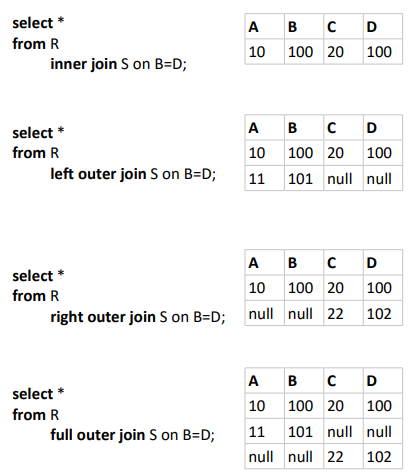 select *
from R
inner join S on B=D;
A B C D
10 100 20 100
select *
from R
left outer join S on B=D;
A B C D
10 100 20 100
11 101 null null
select *
from R
right outer join S on B=D;
A B C D
10 100 20 100
null null 22 102
select *
from R
full outer join S on B=D;
A B C D
10 100 20 100
11 101 null null
null null 22 102